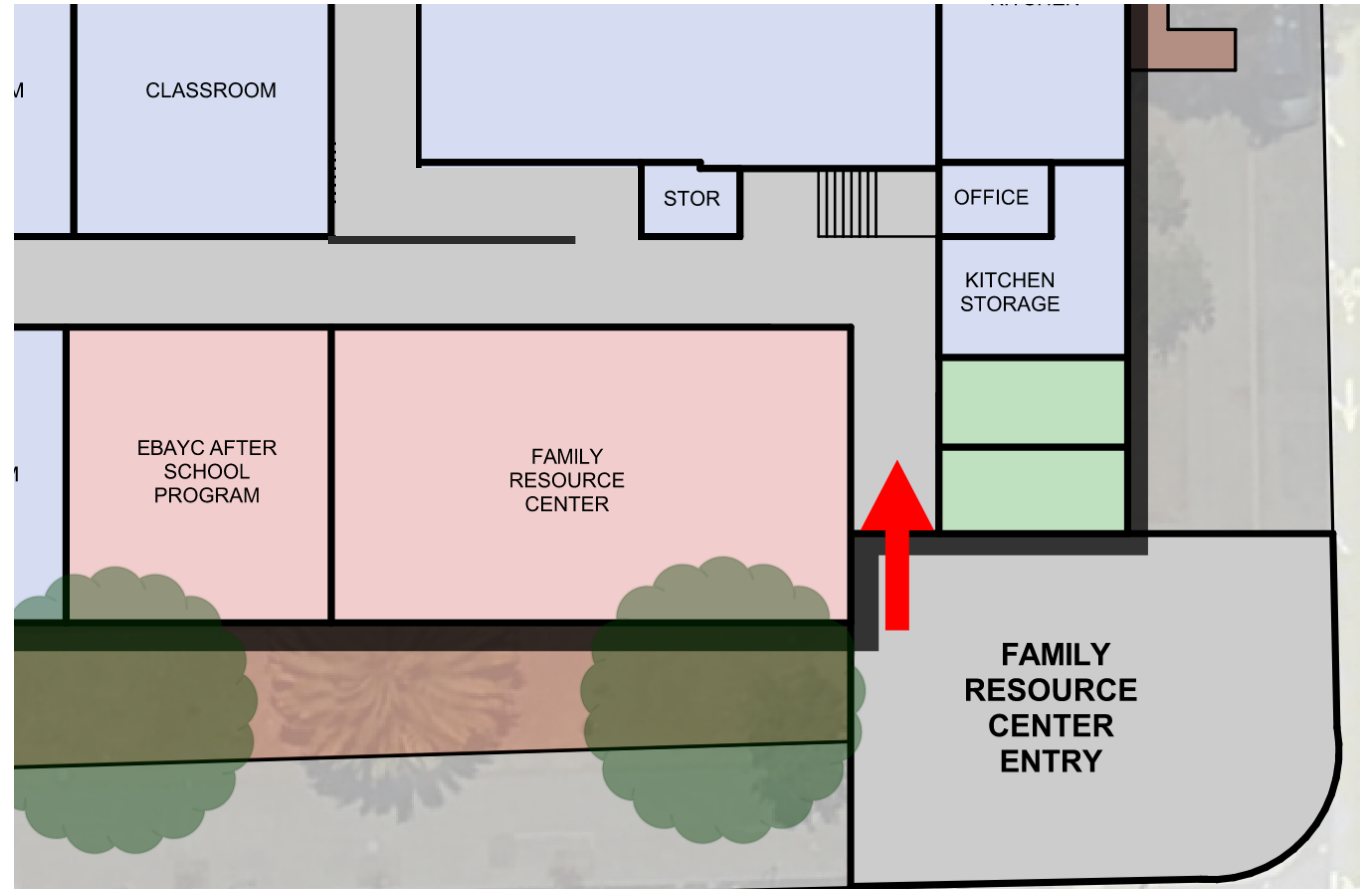 CLASSROOM
STOR
OFFICE
KITCHEN
STORAGE
EBAYC AFTER
SCHOOL
PROGRAM
FAMILY
RESOURCE
CENTER
FAMILY
RESOURCE
CENTER
ENTRY